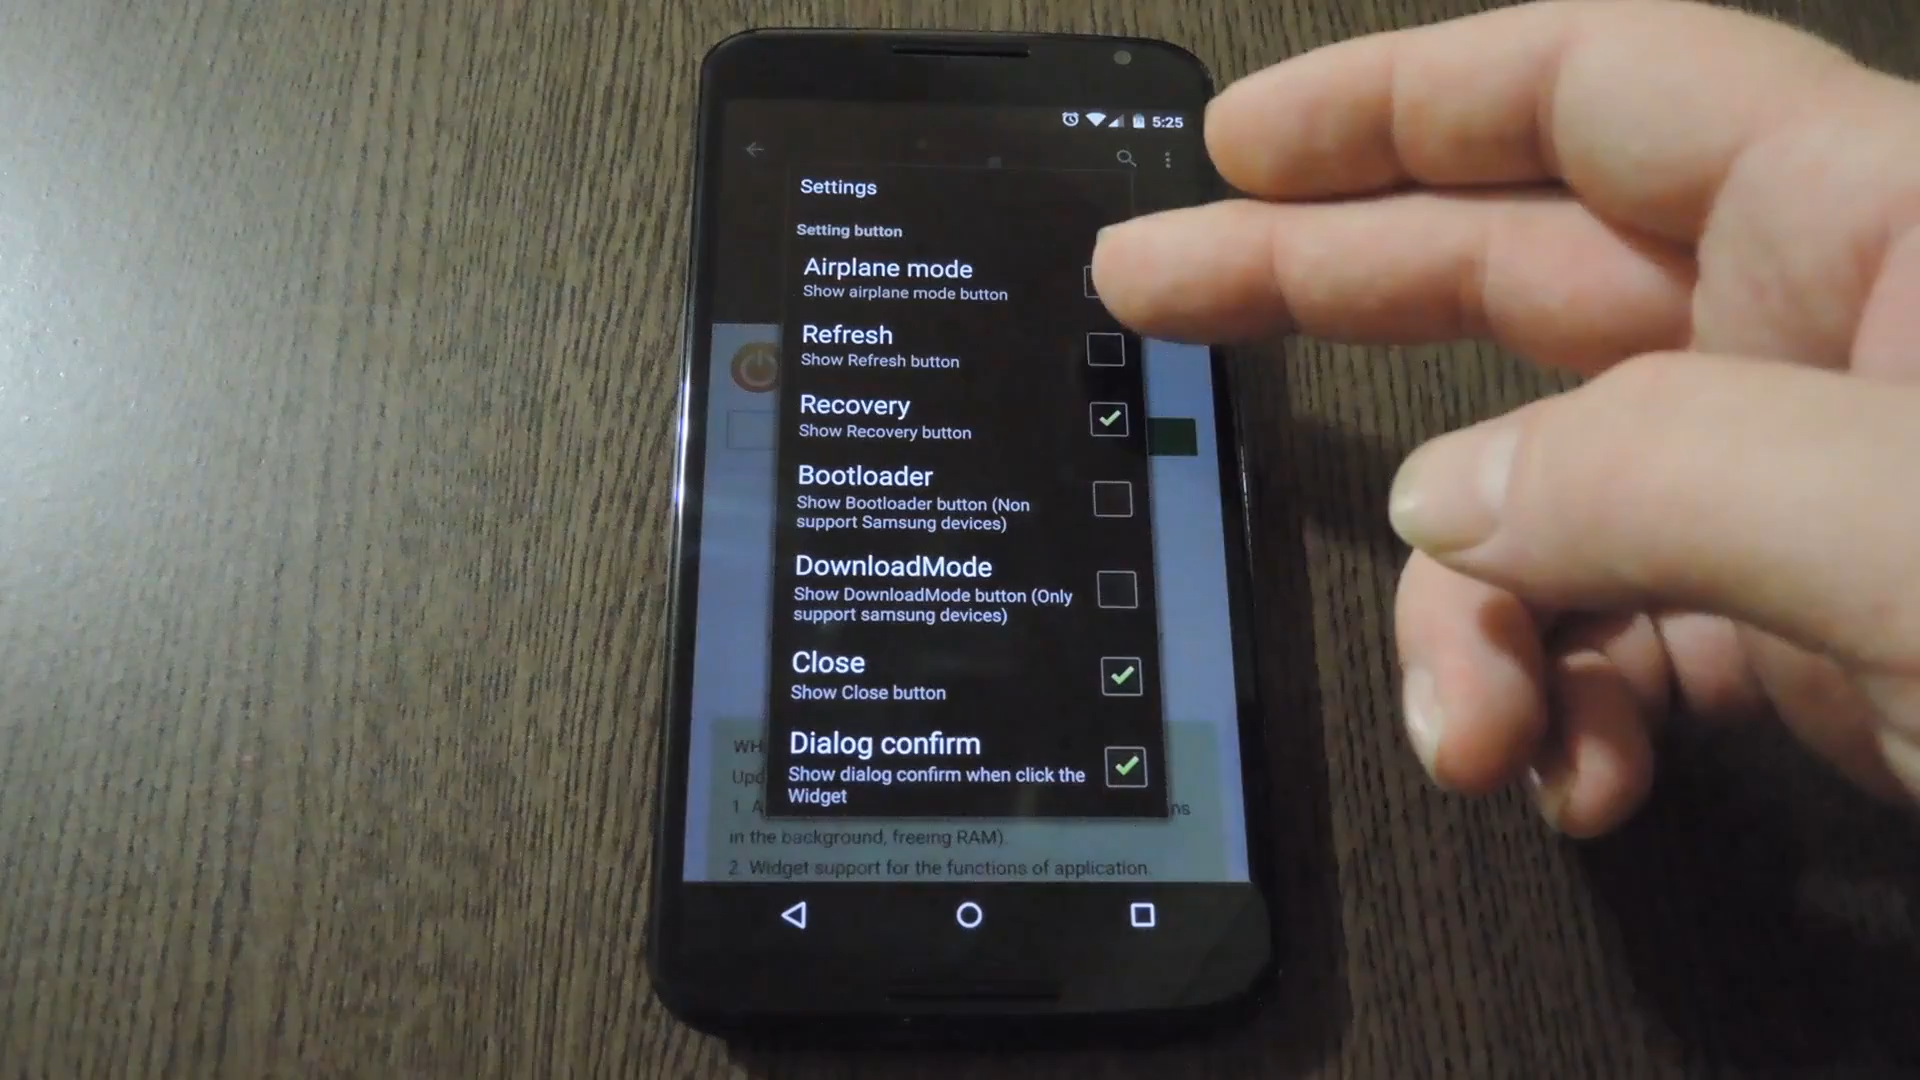 5:25
Settings
Setting button
Airplane mode
Show airplane mode button
Refresh
Show Refresh button
Recovery
Show Recovery button
Bootloader
Show Bootloader button (Non
support Samsung devices)
DownloadMode
Show DownloadMode button (Only
support samsung devices)
Close
Show Close button
Dialog confirm
Show dialog confirm when click the
Widget
WH
Upd
1. A ns
in the background, freeing RAM).
2. Widget support for the functions of application.